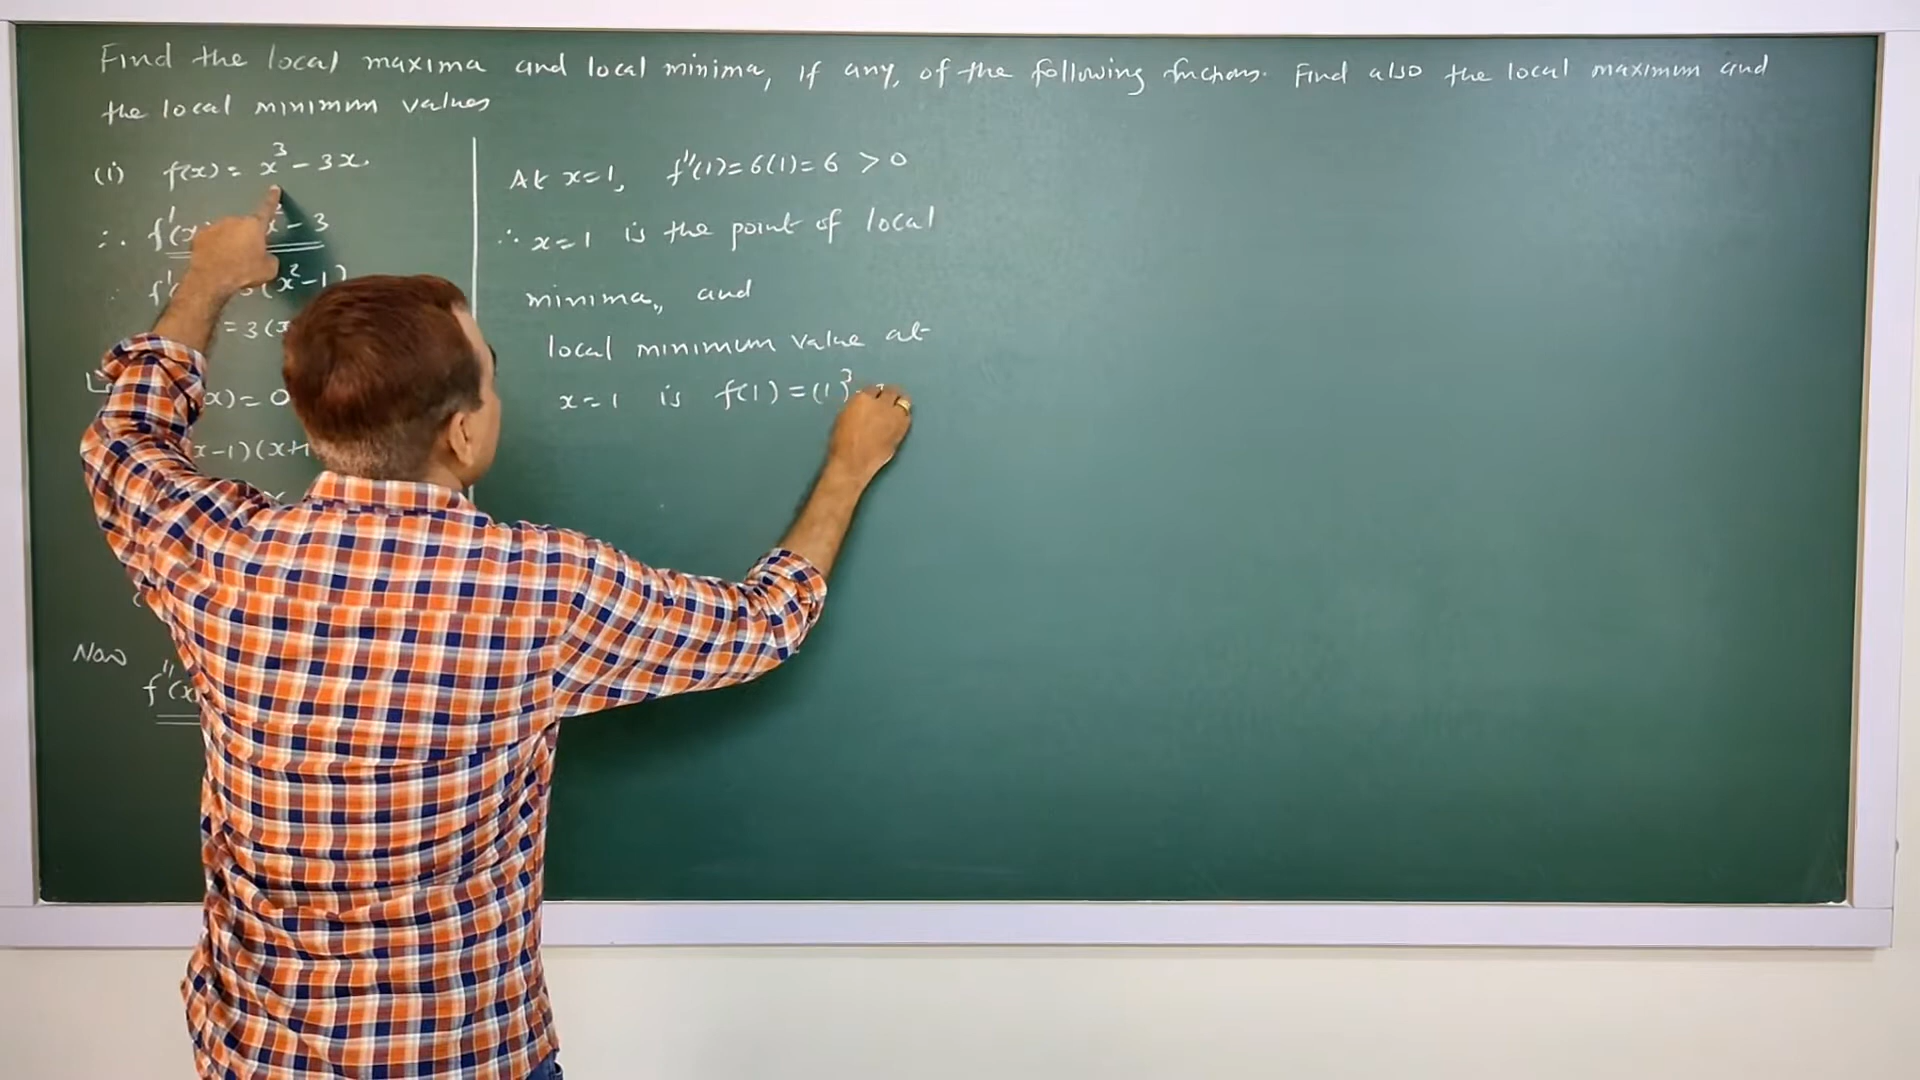 Find the local maxima and local minima, if any, of the following functions. Find also the local maximum and
the local minimum values
(i) f(x) = x³ - 3x.
∴ f'(x) x² - 3
f'( (x²-1)
= 3(x
x) = 0
x-1)(x+1
Now
f''(x)
At x=1, f''(1) = 6(1) = 6 > 0
∴ x=1 is the point of local
minima, and
local minimum value at
x=1 is f(1) = (1)³ -